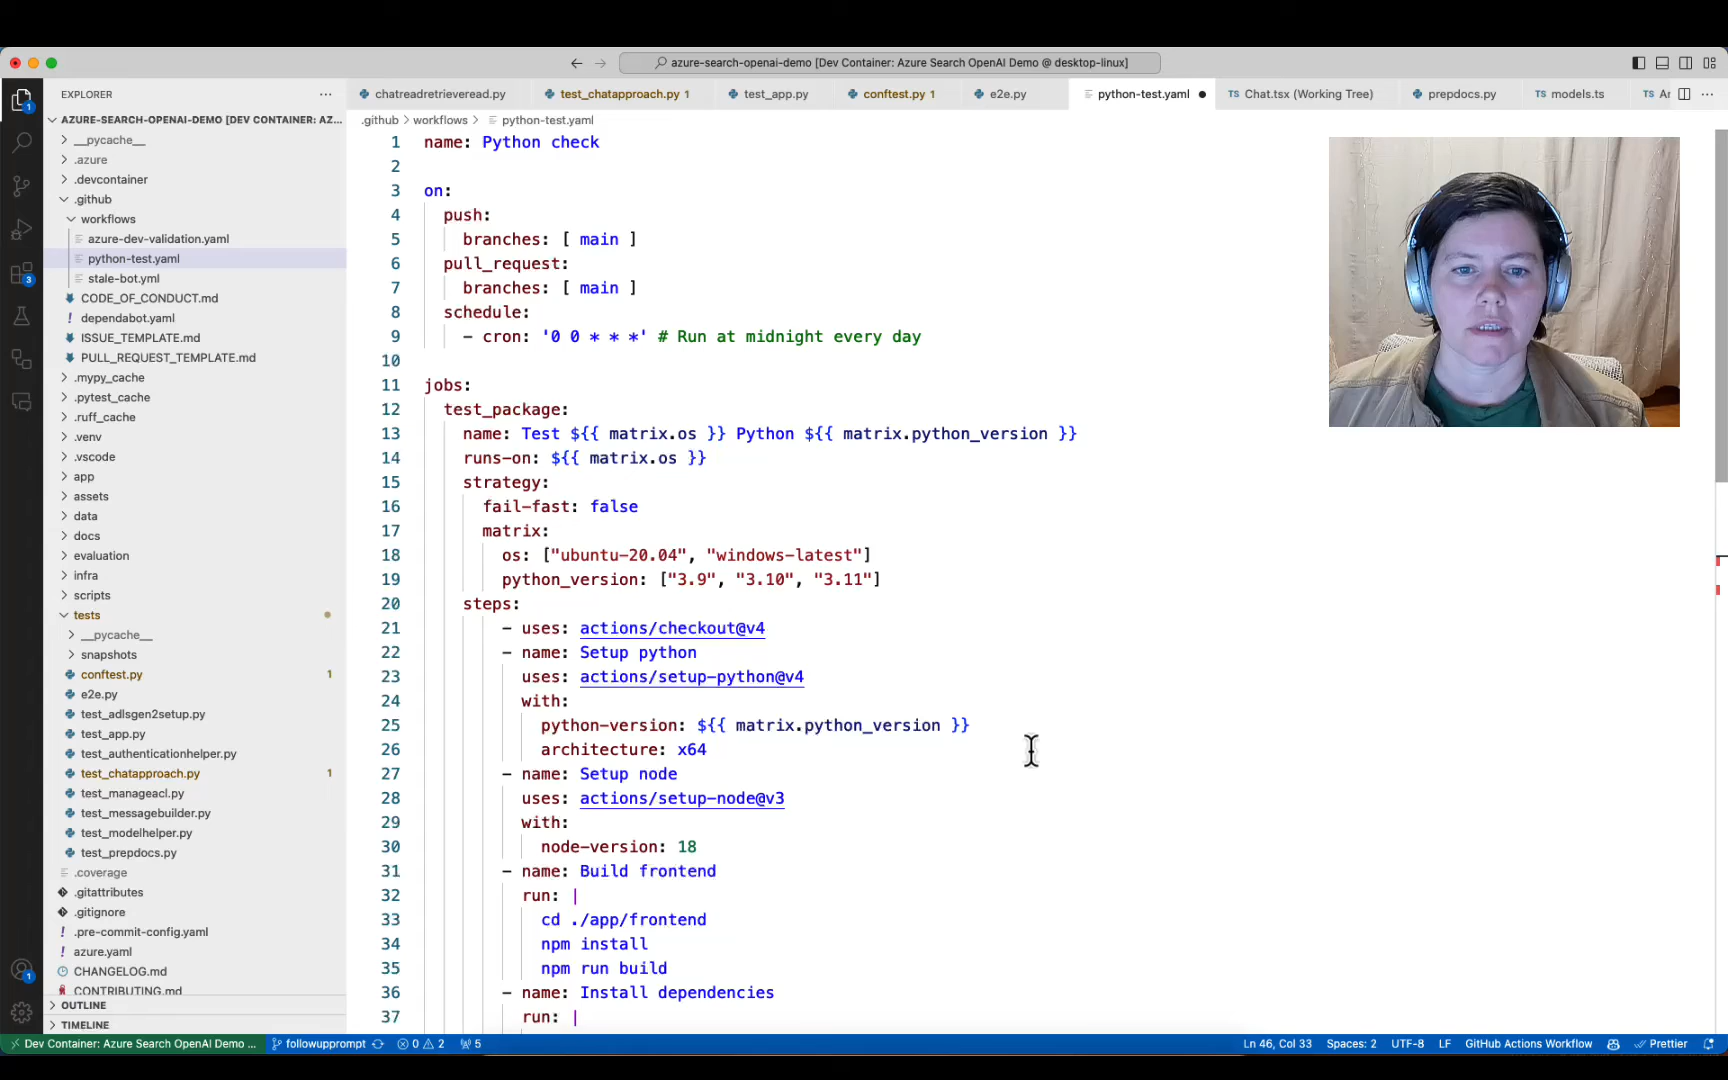 azure-search-openai-demo [Dev Container: Azure Search OpenAI Demo @ desktop-linux]
EXPLORER
chatreadretrieveread.py
test_chatapproach.py 1
test_app.py
conftest.py 1
e2e.py
python-test.yaml
Chat.tsx (Working Tree)
prepdocs.py
models.ts
.github > workflows > python-test.yaml
AZURE-SEARCH-OPENAI-DEMO [DEV CONTAINER: AZ...
__pycache__
.azure
.devcontainer
.github
workflows
azure-dev-validation.yaml
python-test.yaml
stale-bot.yml
CODE_OF_CONDUCT.md
dependabot.yml
ISSUE_TEMPLATE.md
PULL_REQUEST_TEMPLATE.md
.mypy_cache
.pytest_cache
.ruff_cache
.venv
.vscode
app
assets
data
docs
evaluation
infra
scripts
tests
__pycache__
snapshots
conftest.py 1
e2e.py
test_adlsgen2setup.py
test_app.py
test_authenticationhelper.py
test_chatapproach.py 1
test_manageacl.py
test_messagebuilder.py
test_modelhelper.py
test_prepdocs.py
.coverage
.gitattributes
.gitignore
.pre-commit-config.yaml
azure.yaml
CHANGELOG.md
CONTRIBUTING.md
OUTLINE
TIMELINE
1 name: Python check
2
3 on:
4 push:
5 branches: [ main ]
6 pull_request:
7 branches: [ main ]
8 schedule:
9 - cron: '0 0 * * *' # Run at midnight every day
10
11 jobs:
12 test_package:
13 name: Test ${{ matrix.os }} Python ${{ matrix.python_version }}
14 runs-on: ${{ matrix.os }}
15 strategy:
16 fail-fast: false
17 matrix:
18 os: ["ubuntu-20.04", "windows-latest"]
19 python_version: ["3.9", "3.10", "3.11"]
20 steps:
21 - uses: actions/checkout@v4
22 - name: Setup python
23 uses: actions/setup-python@v4
24 with:
25 python-version: ${{ matrix.python_version }}
26 architecture: x64
27 - name: Setup node
28 uses: actions/setup-node@v3
29 with:
30 node-version: 18
31 - name: Build frontend
32 run: |
33 cd ./app/frontend
34 npm install
35 npm run build
36 - name: Install dependencies
37 run: |
Dev Container: Azure Search OpenAI Demo ...
followupprompt
0 2
5
Ln 46, Col 33
Spaces: 2
UTF-8
LF
GitHub Actions Workflow
Prettier